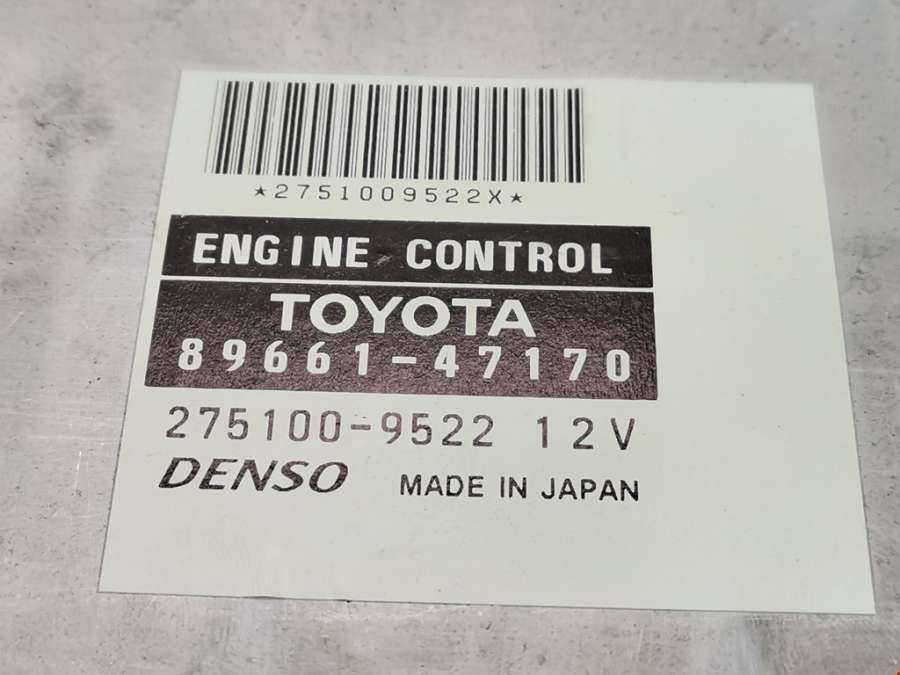 *2751009522X*
ENGINE CONTROL
TOYOTA
89661-47170
275100-9522 12V
DENSO MADE IN JAPAN